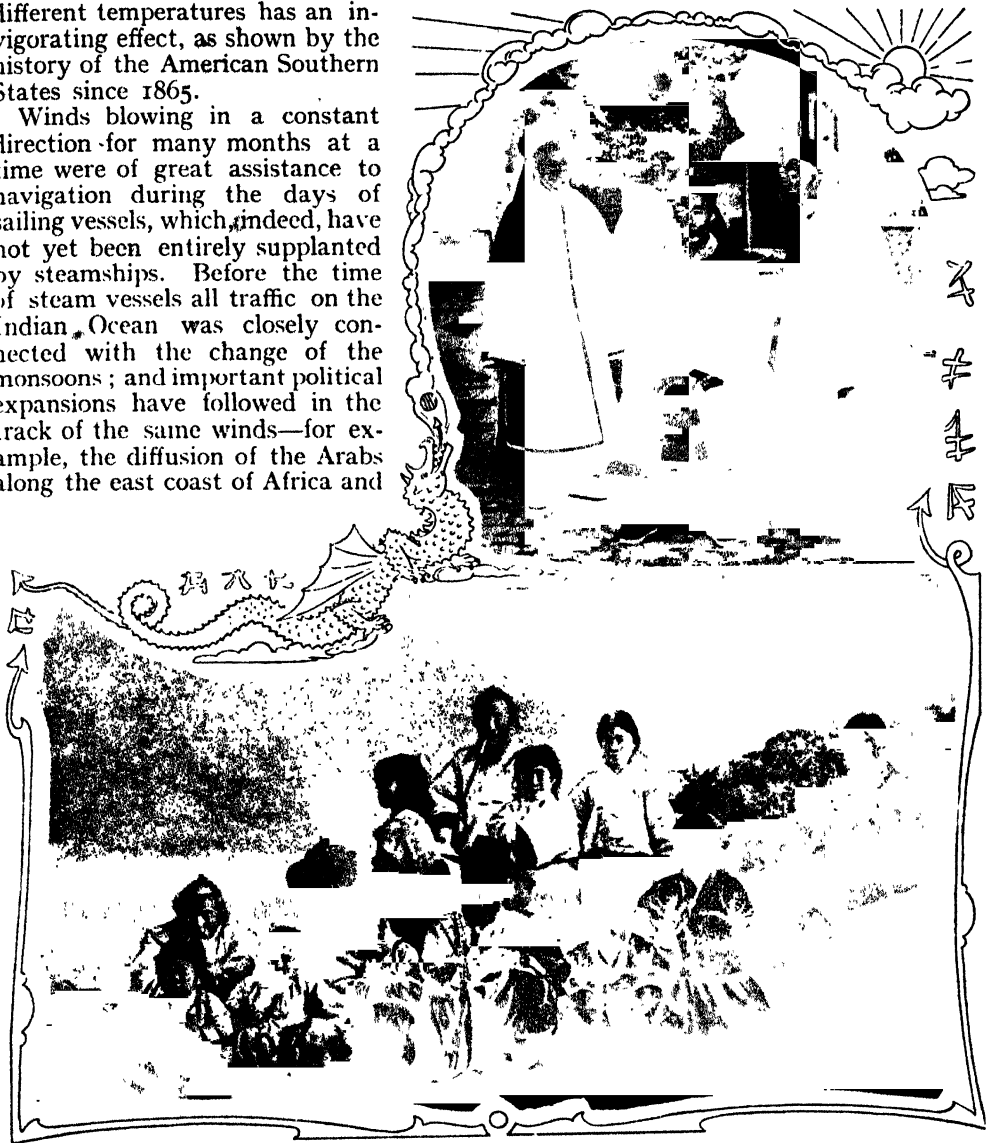 different temperatures has an in-
vigorating effect, as shown by the
history of the American Southern
States since 1865.
Winds blowing in a constant
direction for many months at a
time were of great assistance to
navigation during the days of
sailing vessels, which, indeed, have
not yet been entirely supplanted
by steamships. Before the time
of steam vessels all traffic on the
Indian Ocean was closely con-
nected with the change of the
monsoons ; and important political
expansions have followed in the
track of the same winds—for ex-
ample, the diffusion of the Arabs
along the east coast of Africa and